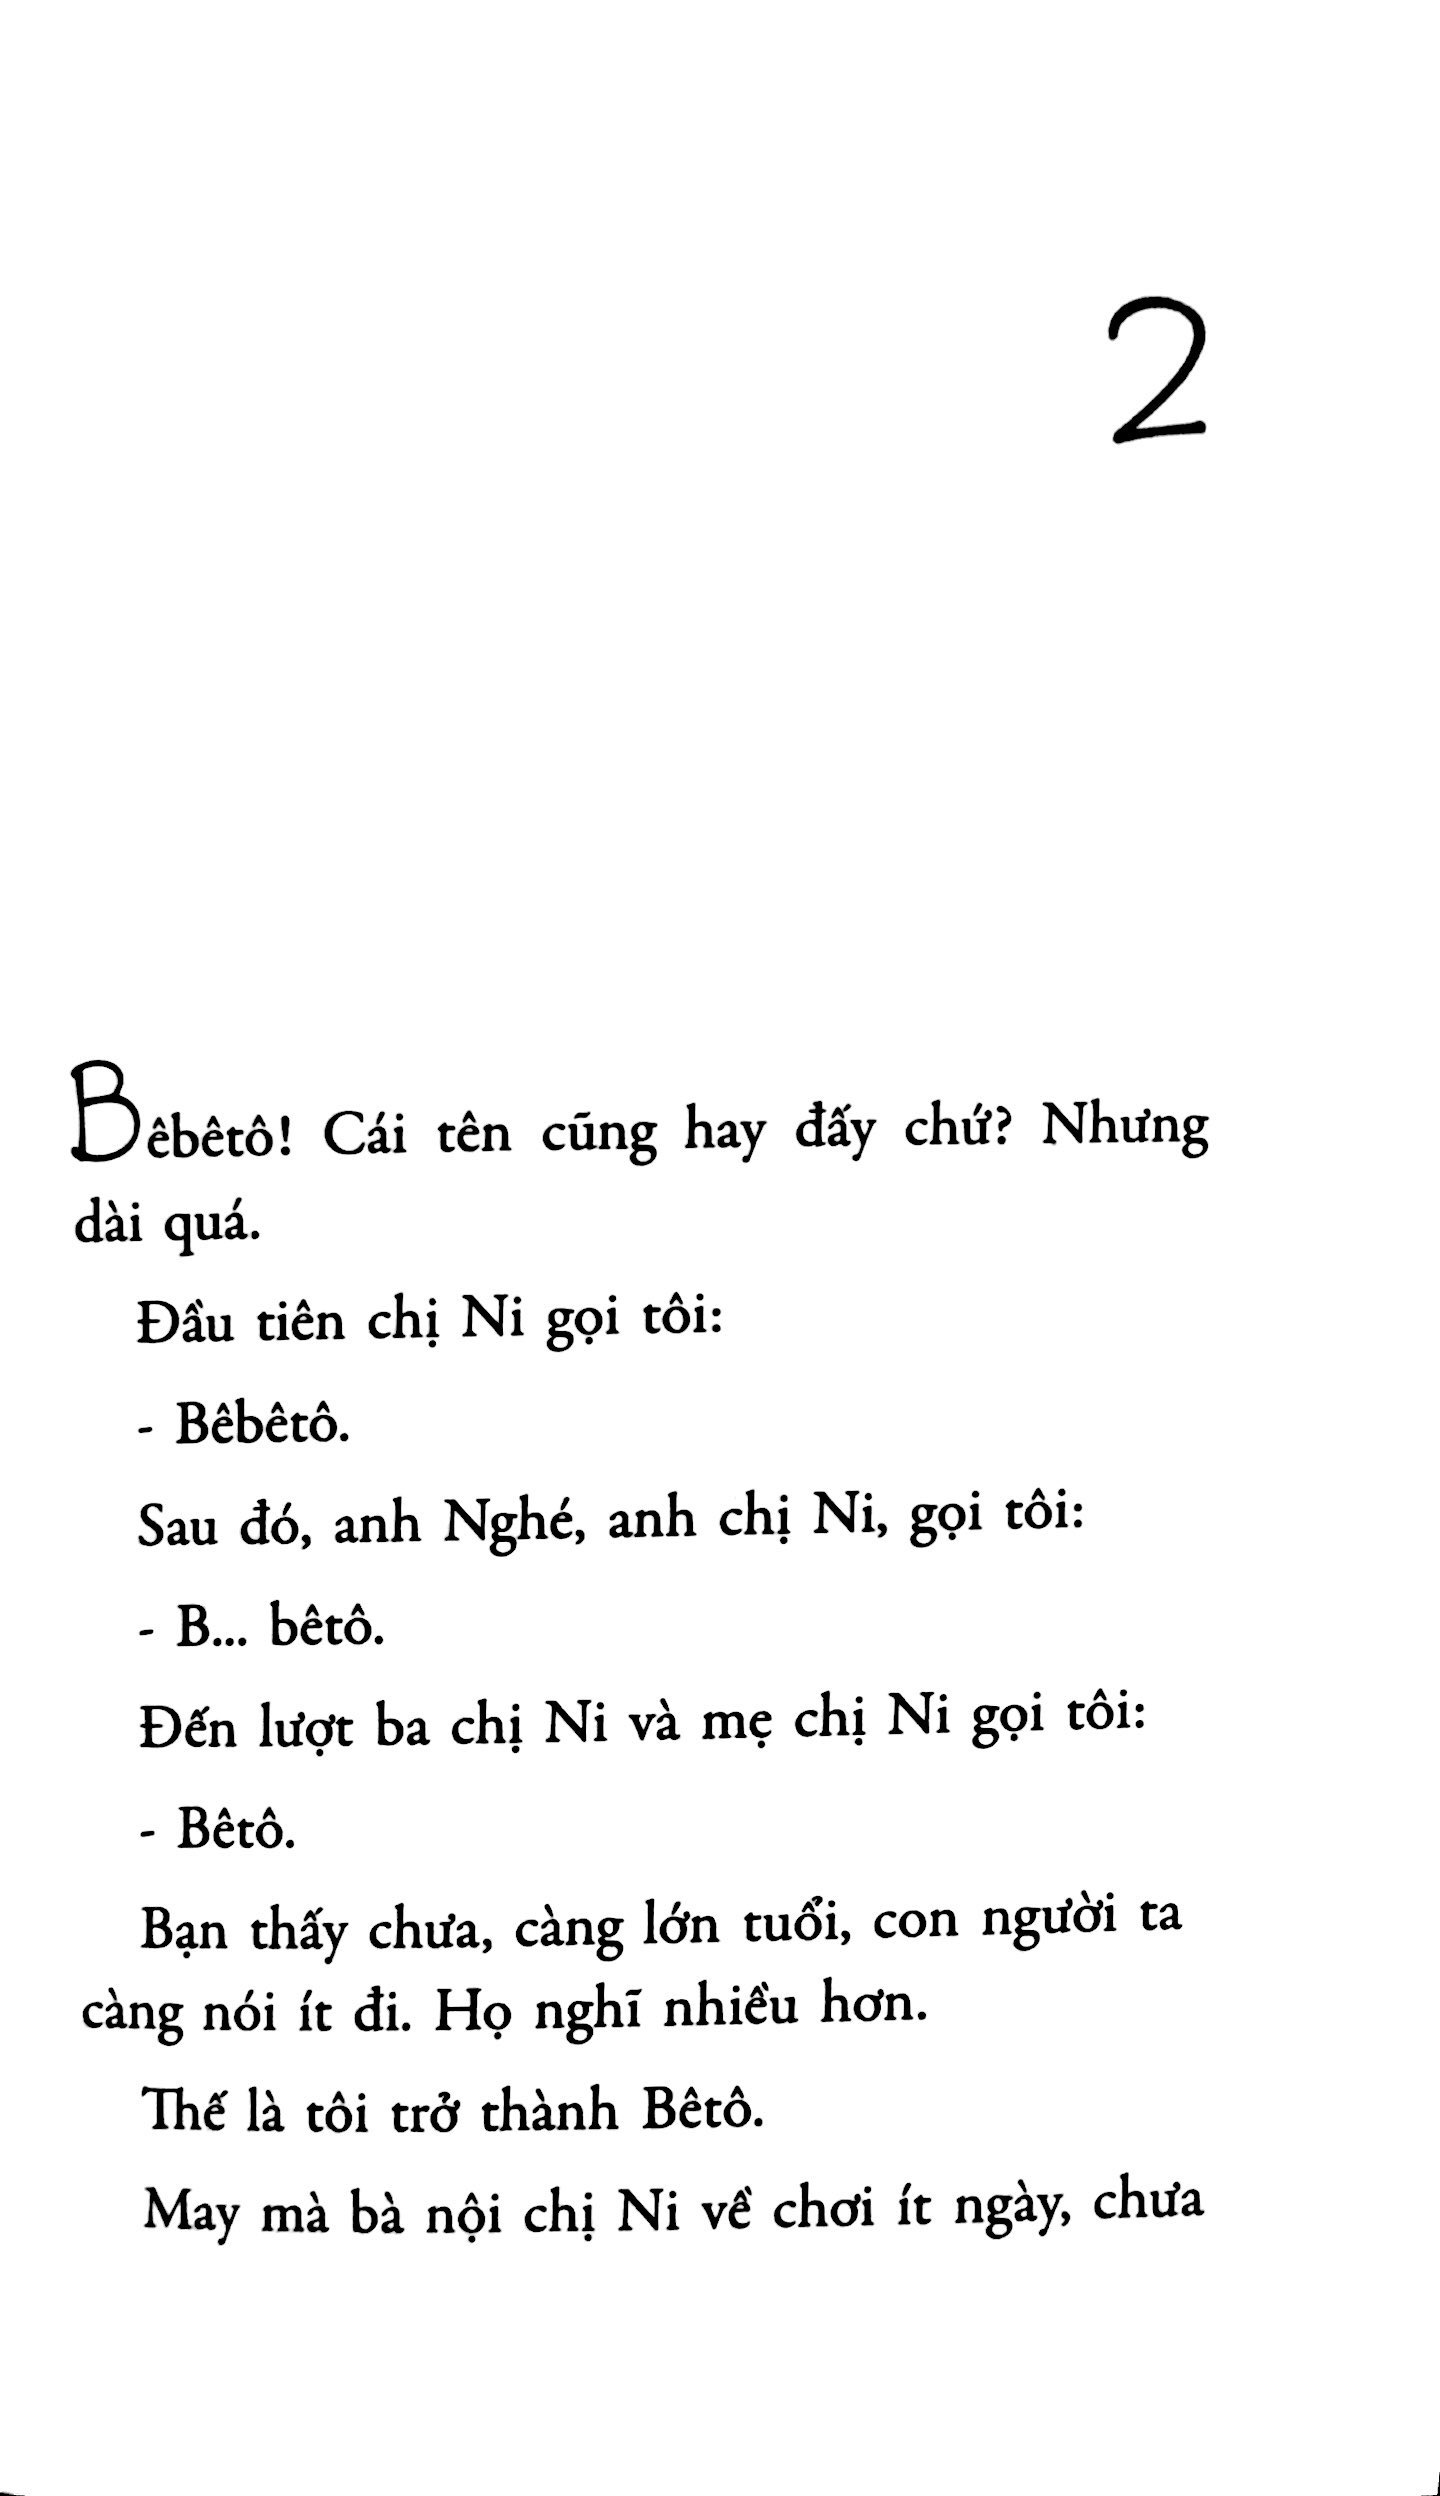 2
Bêbêtô! Cái tên cũng hay đấy chứ? Nhưng
dài quá.
Đầu tiên chị Ni gọi tôi:
- Bêbêtô.
Sau đó, anh Nghé, anh chị Ni, gọi tôi:
- B... bêtô.
Đến lượt ba chị Ni và mẹ chị Ni gọi tôi:
- Bêtô.
Bạn thấy chưa, càng lớn tuổi, con người ta
càng nói ít đi. Họ nghĩ nhiều hơn.
Thế là tôi trở thành Bêtô.
May mà bà nội chị Ni về chơi ít ngày, chưa